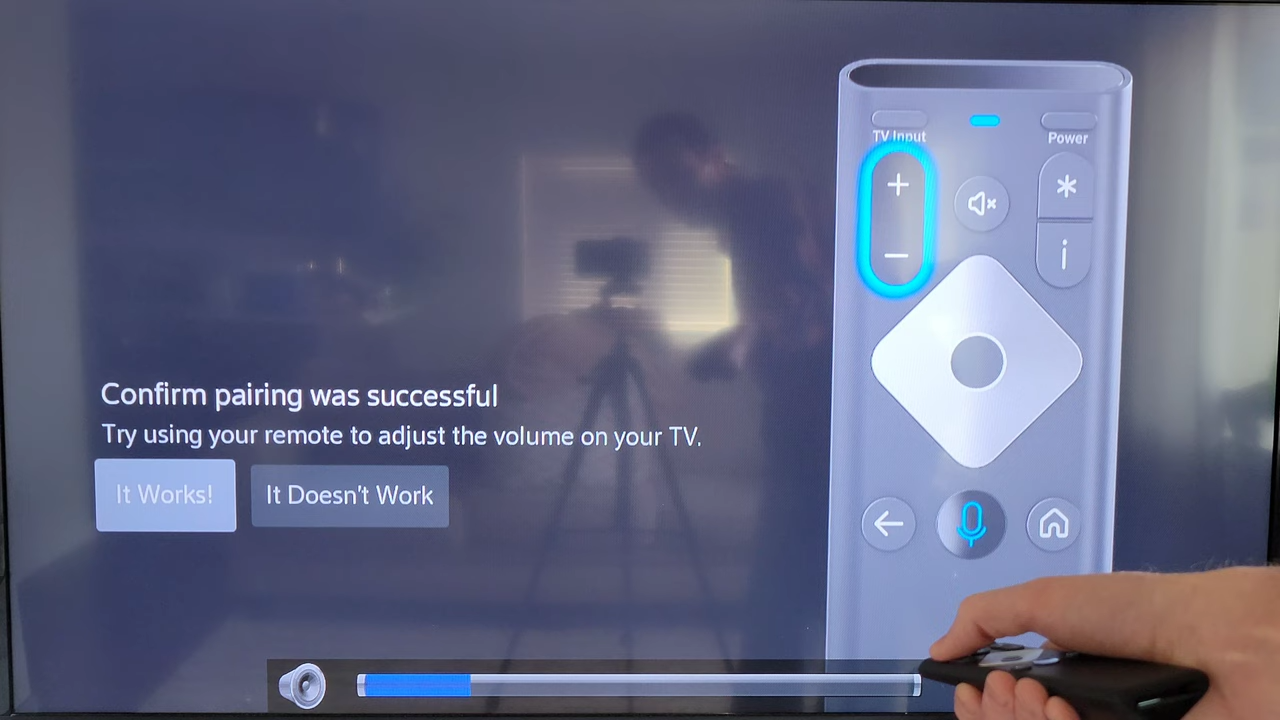 TV Input
Power
Confirm pairing was successful
Try using your remote to adjust the volume on your TV.
It Works!
It Doesn't Work